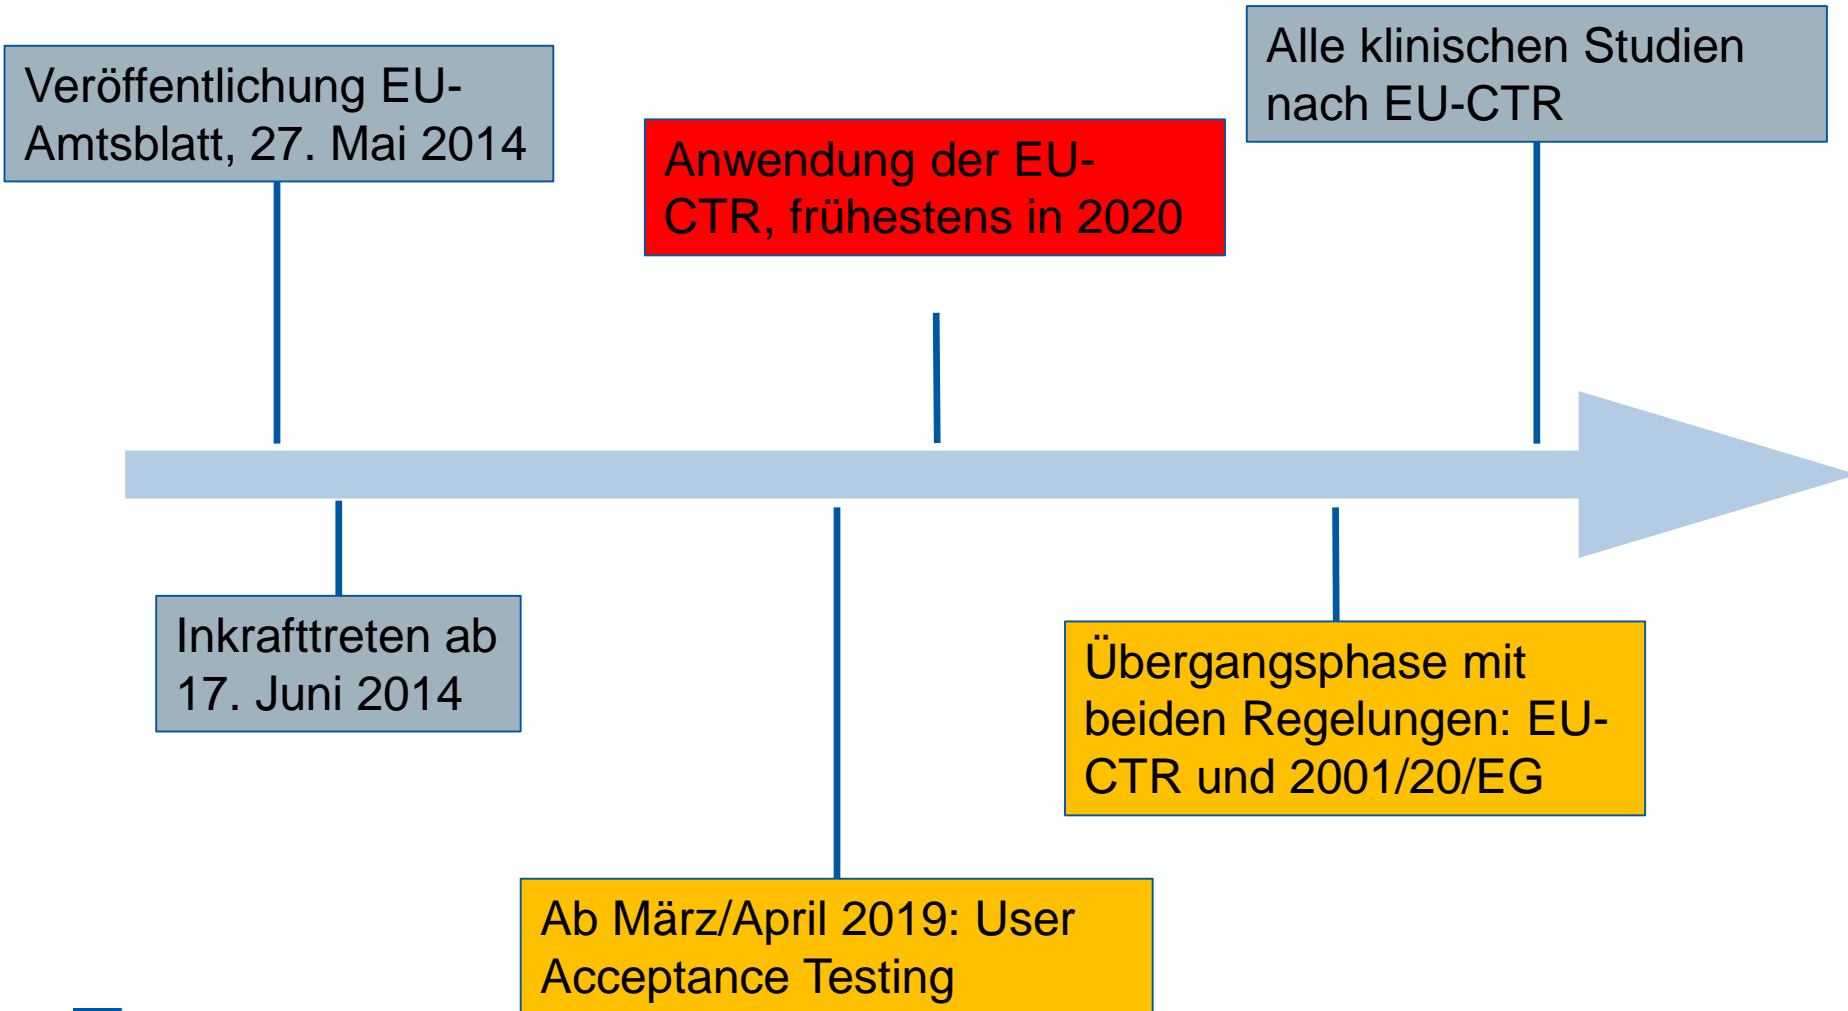 Veröffentlichung EU-
Amtsblatt, 27. Mai 2014
Anwendung der EU-
CTR, frühestens in 2020
Alle klinischen Studien
nach EU-CTR
Inkrafttreten ab
17. Juni 2014
Ab März/April 2019: User
Acceptance Testing
Übergangsphase mit
beiden Regelungen: EU-
CTR und 2001/20/EG